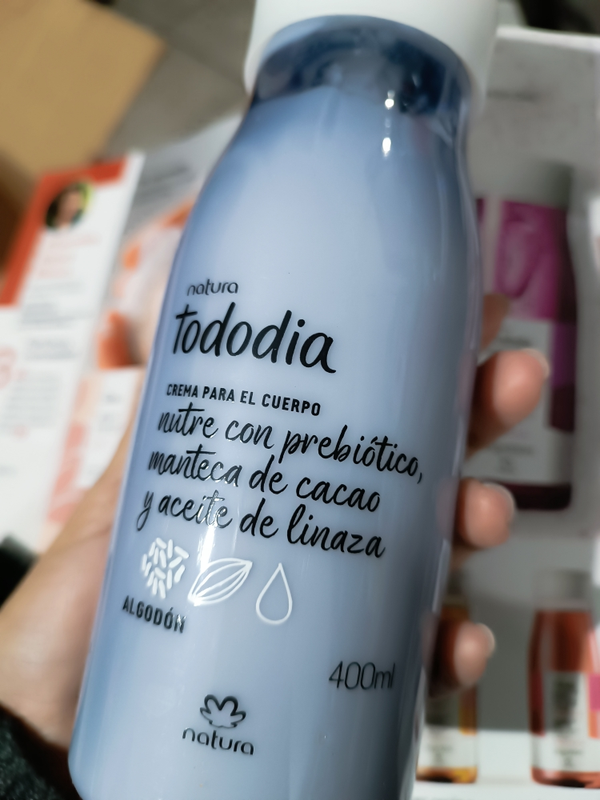 natura
tododia
CREMA PARA EL CUERPO
nutre con prebiótico,
manteca de cacao
y aceite de linaza
ALGODÓN
400ml
natura